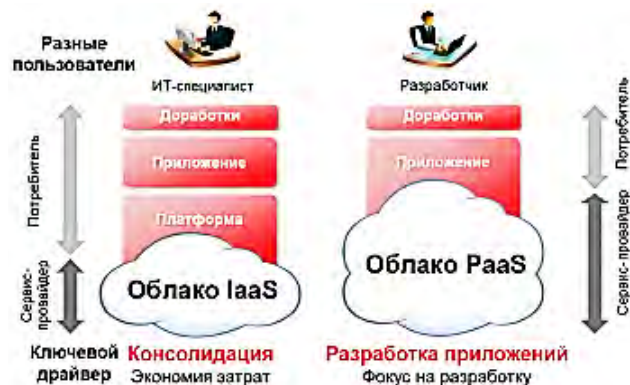 Разные
пользователи
ИТ-специалист
Разработчик
Доработки
Доработки
Приложение
Приложение
Платформа
Потребитель
Потребитель
Облако IaaS
Облако PaaS
Сервис-
провайдер
Сервис- провайдер
Ключевой
драйвер
Консолидация
Экономия затрат
Разработка приложений
Фокус на разработку